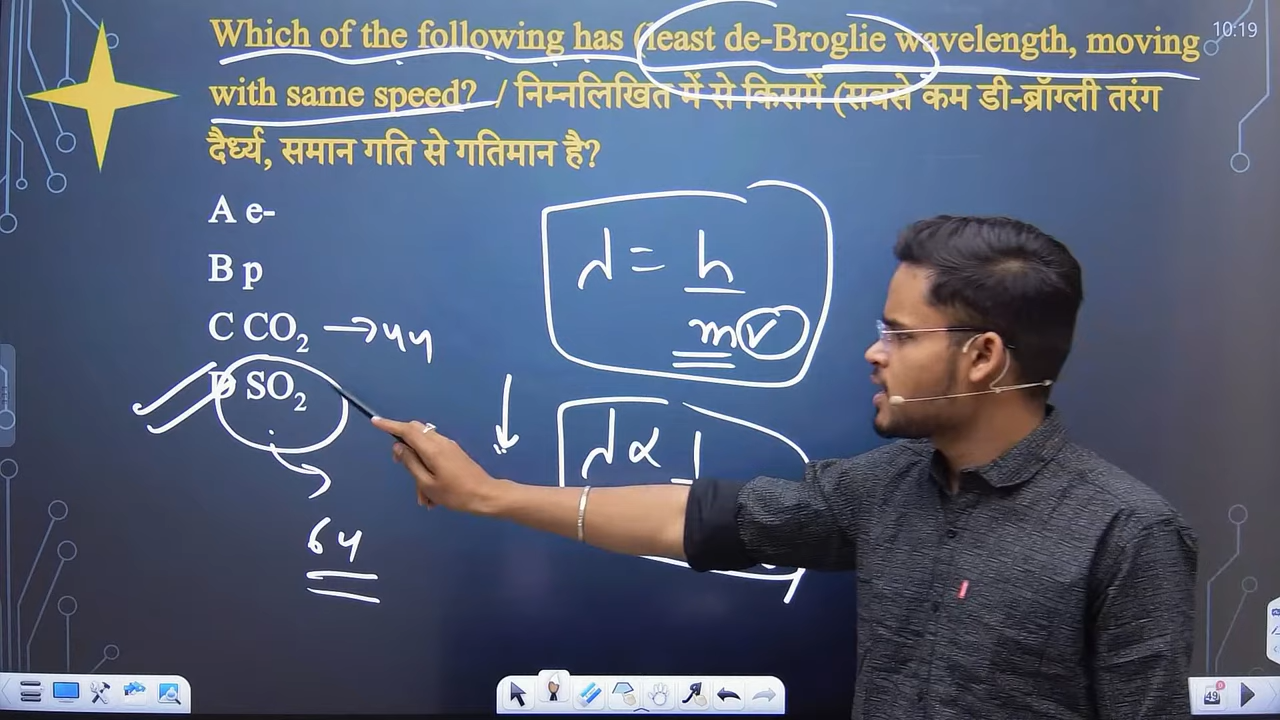 Which of the following has (least de-Broglie wavelength, moving
with same speed? / निम्नलिखित में से किसमें (सबसे कम डी-ब्रॉग्ली तरंग
दैर्ध्य, समान गति से गतिमान है?
A e-
B p
C CO₂ → 44
D SO₂
64
λ = h
mv
λ ∝ 1
10:19
49